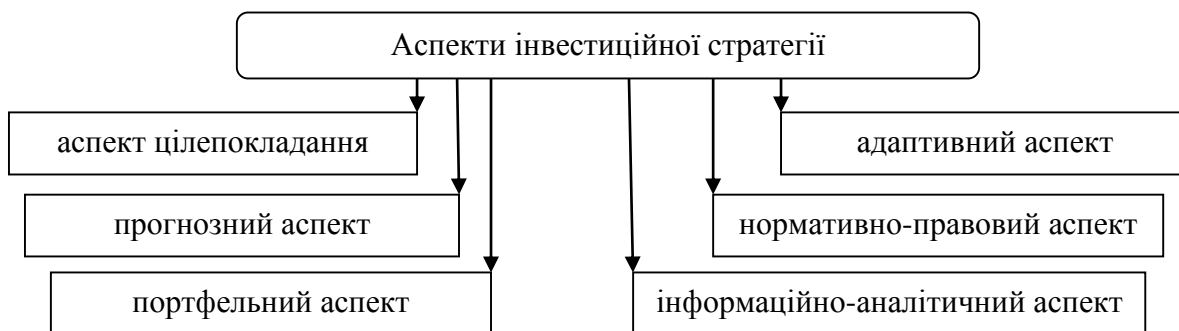 Аспекти інвестиційної стратегії
аспект цілепокладання
адаптивний аспект
прогнозний аспект
нормативно-правовий аспект
портфельний аспект
інформаційно-аналітичний аспект